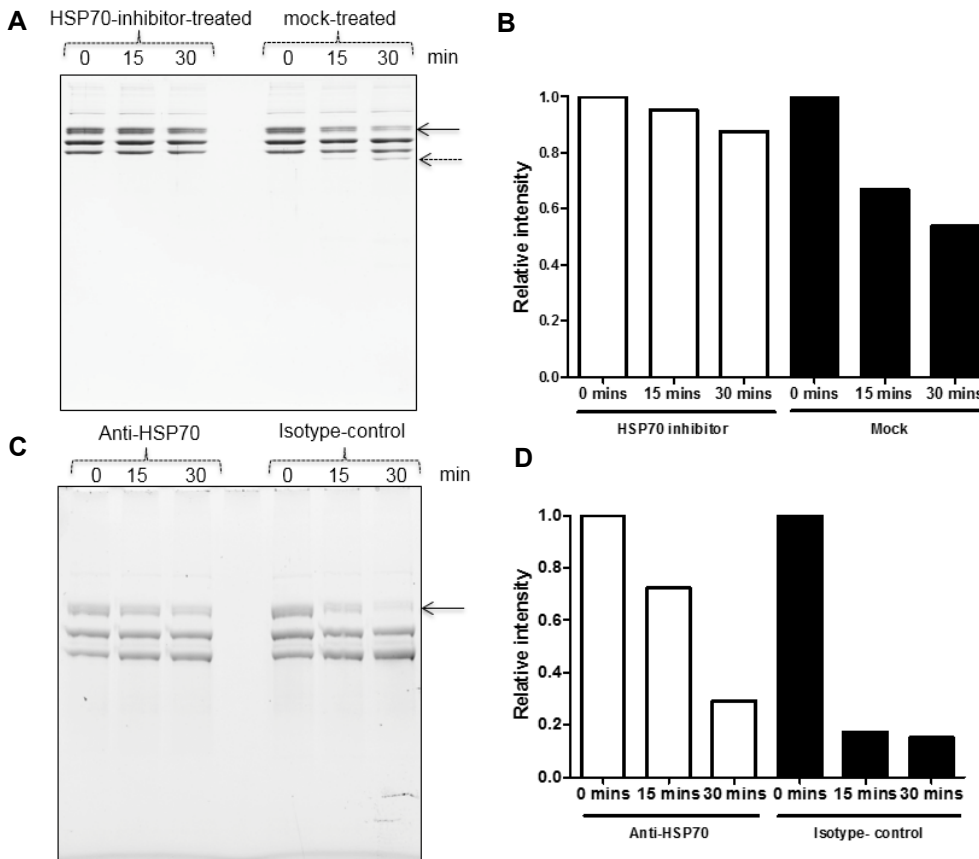 A
HSP70-inhibitor-treated mock-treated
0 15 30 0 15 30 min
B
1.0
0.8
0.6
0.4
0.2
0.0
Relative intensity
0 mins 15 mins 30 mins 0 mins 15 mins 30 mins
HSP70 inhibitor Mock
C
Anti-HSP70 Isotype-control
0 15 30 0 15 30 min
D
1.0
0.8
0.6
0.4
0.2
0.0
Relative intensity
0 mins 15 mins 30 mins 0 mins 15 mins 30 mins
Anti-HSP70 Isotype- control